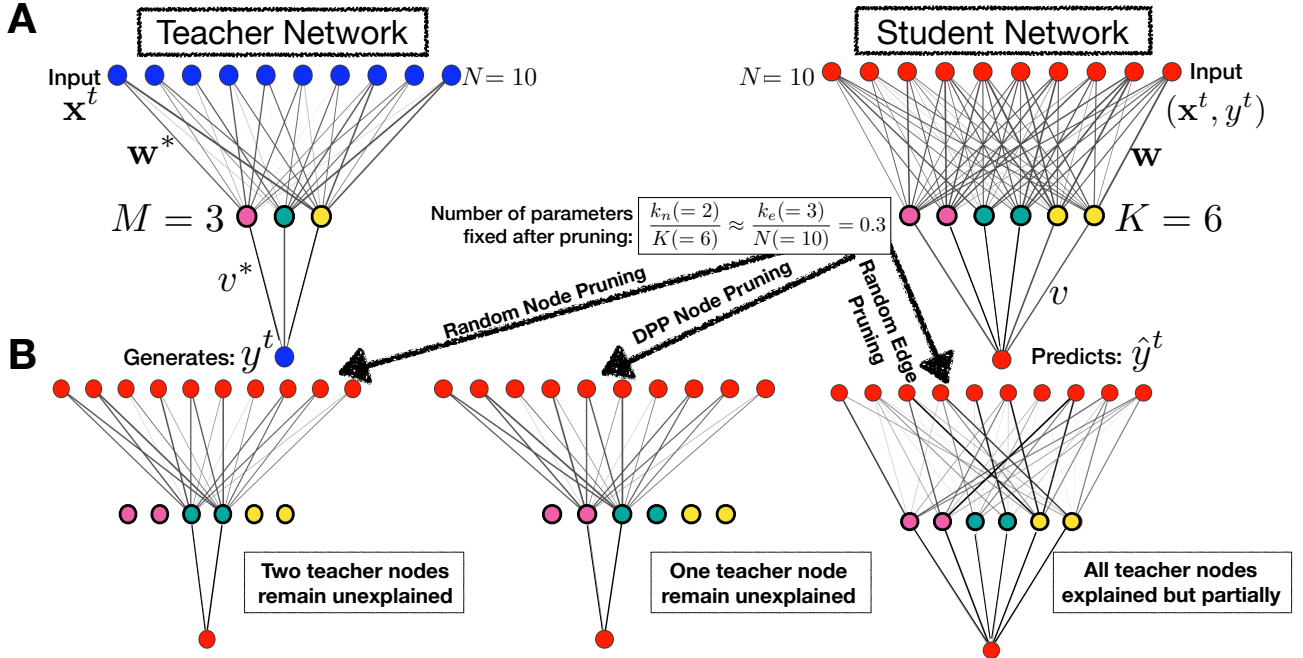 A
Teacher Network
Student Network
Input
𝐱^t
N = 10
N = 10
Input
(𝐱^t, y^t)
𝐰*
𝐰
M = 3
Number of parameters
fixed after pruning:
k_n(=2)/K(=6) ≈ k_e(=3)/N(=10) = 0.3
K = 6
v*
v
Random Node Pruning
DPP Node Pruning
Random Edge
Pruning
B
Generates: y^t
Predicts: ŷ^t
Two teacher nodes
remain unexplained
One teacher node
remain unexplained
All teacher nodes
explained but partially